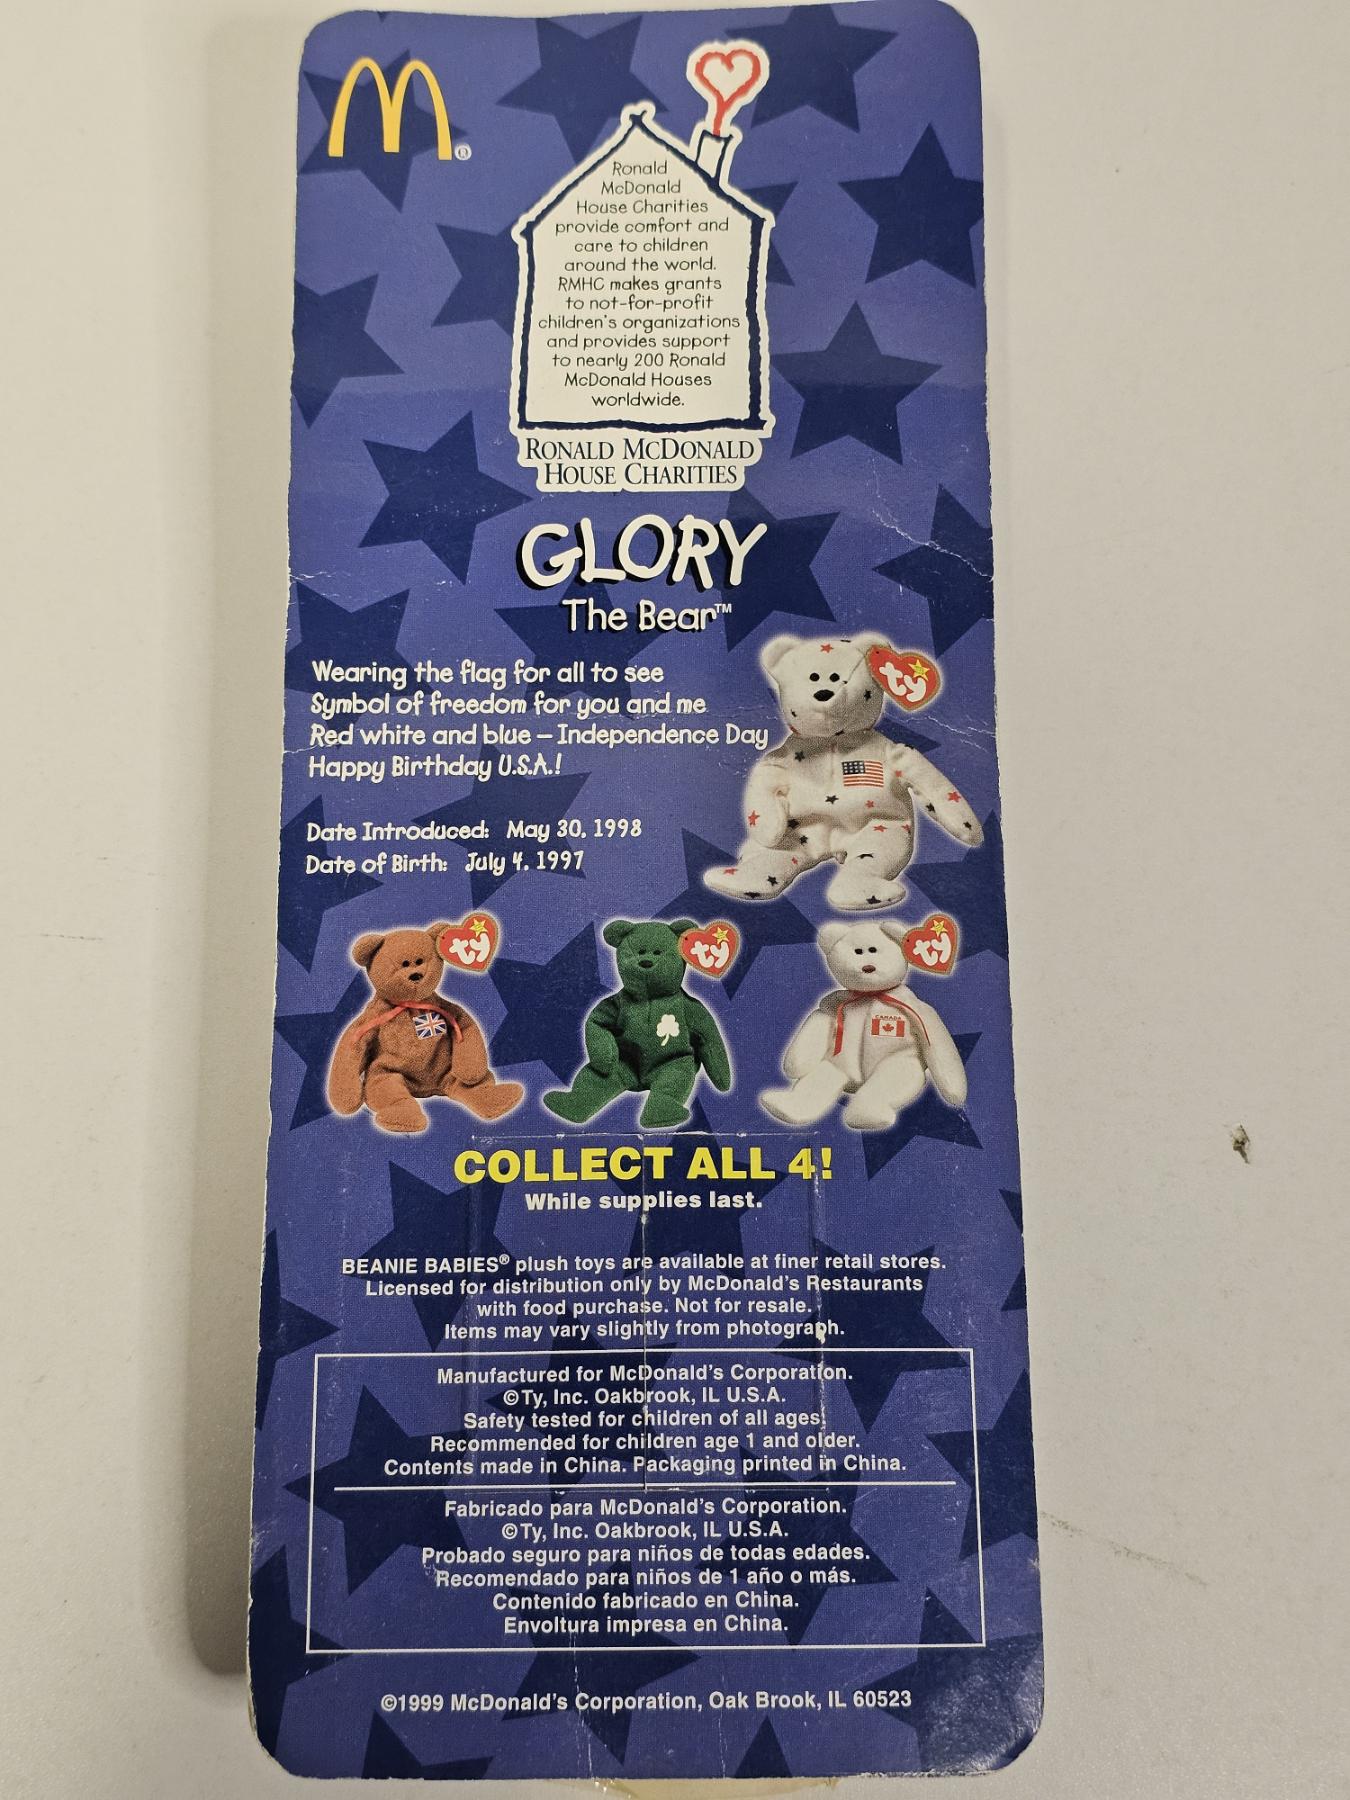 M®
Ronald
McDonald
House Charities
provide comfort and
care to children
around the world.
RMHC makes grants
to not-for-profit
children's organizations
and provides support
to nearly 200 Ronald
McDonald Houses
worldwide.
RONALD MCDONALD
HOUSE CHARITIES
GLORY
The Bear™
Wearing the flag for all to see
Symbol of freedom for you and me
Red white and blue – Independence Day
Happy Birthday U.S.A.!
Date Introduced: May 30, 1998
Date of Birth: July 4, 1997
ty
ty
ty
ty
CANADA
COLLECT ALL 4!
While supplies last.
BEANIE BABIES® plush toys are available at finer retail stores.
Licensed for distribution only by McDonald's Restaurants
with food purchase. Not for resale.
Items may vary slightly from photograph.
Manufactured for McDonald's Corporation.
©Ty, Inc. Oakbrook, IL U.S.A.
Safety tested for children of all ages.
Recommended for children age 1 and older.
Contents made in China. Packaging printed in China.
Fabricado para McDonald's Corporation.
©Ty, Inc. Oakbrook, IL U.S.A.
Probado seguro para niños de todas edades.
Recomendado para niños de 1 año o más.
Contenido fabricado en China.
Envoltura impresa en China.
©1999 McDonald's Corporation, Oak Brook, IL 60523